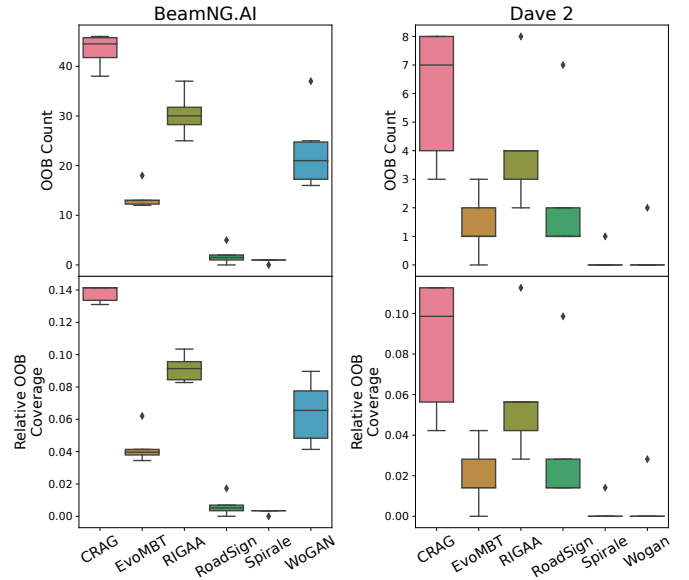 BeamNG.AI
Dave 2
OOB Count
40
30
20
10
0
OOB Count
8
7
6
5
4
3
2
1
0
Relative OOB
Coverage
0.14
0.12
0.10
0.08
0.06
0.04
0.02
0.00
Relative OOB
Coverage
0.10
0.08
0.06
0.04
0.02
0.00
CRAG
EvoMBT
RIGAA
RoadSign
Spirale
WoGAN
CRAG
EvoMBT
RIGAA
RoadSign
Spirale
Wogan